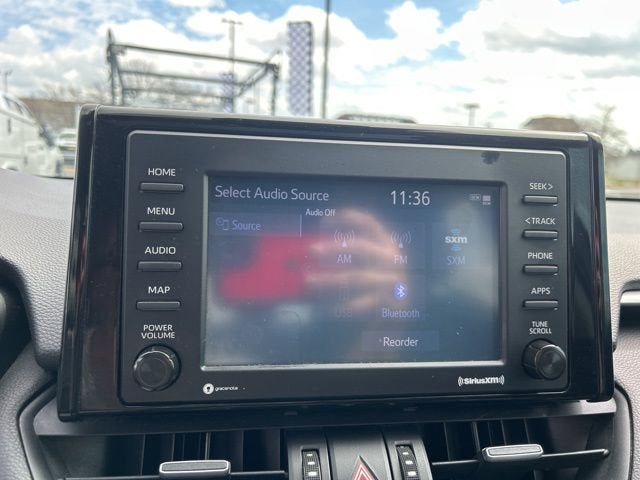 HOME
MENU
AUDIO
MAP
POWER
VOLUME
Select Audio Source
11:36
Source
Audio Off
AM
FM
sxm
SXM
USB
Bluetooth
Reorder
SEEK >
< TRACK
PHONE
APPS
TUNE
SCROLL
gracenote
SiriusXM